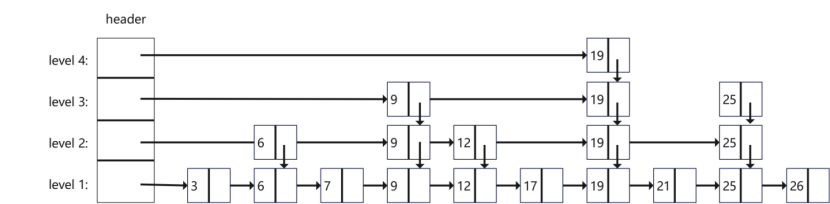 header
level 4: 19
level 3: 9 19 25
level 2: 6 9 12 19 25
level 1: 3 6 7 9 12 17 19 21 25 26